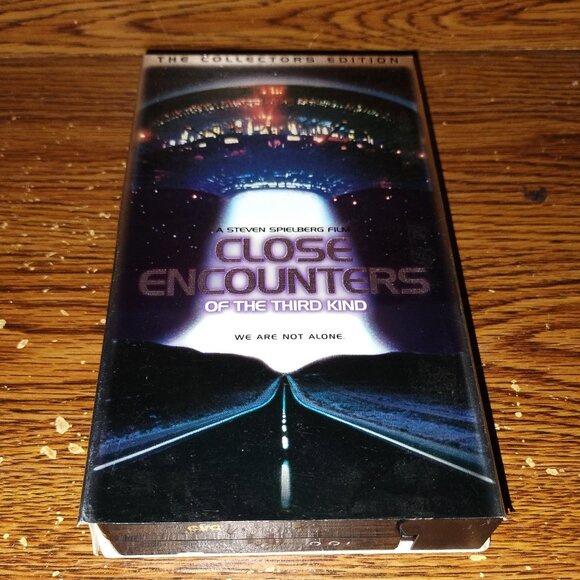 THE COLLECTORS EDITION
A STEVEN SPIELBERG FILM
CLOSE
ENCOUNTERS
OF THE THIRD KIND
WE ARE NOT ALONE.